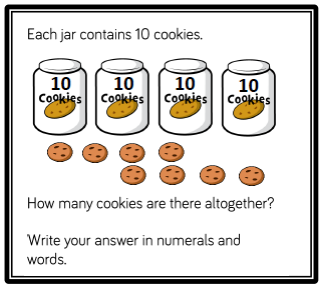 Each jar contains 10 cookies.
10 10 10 10
Cookies Cookies Cookies Cookies
How many cookies are there altogether?
Write your answer in numerals and
words.